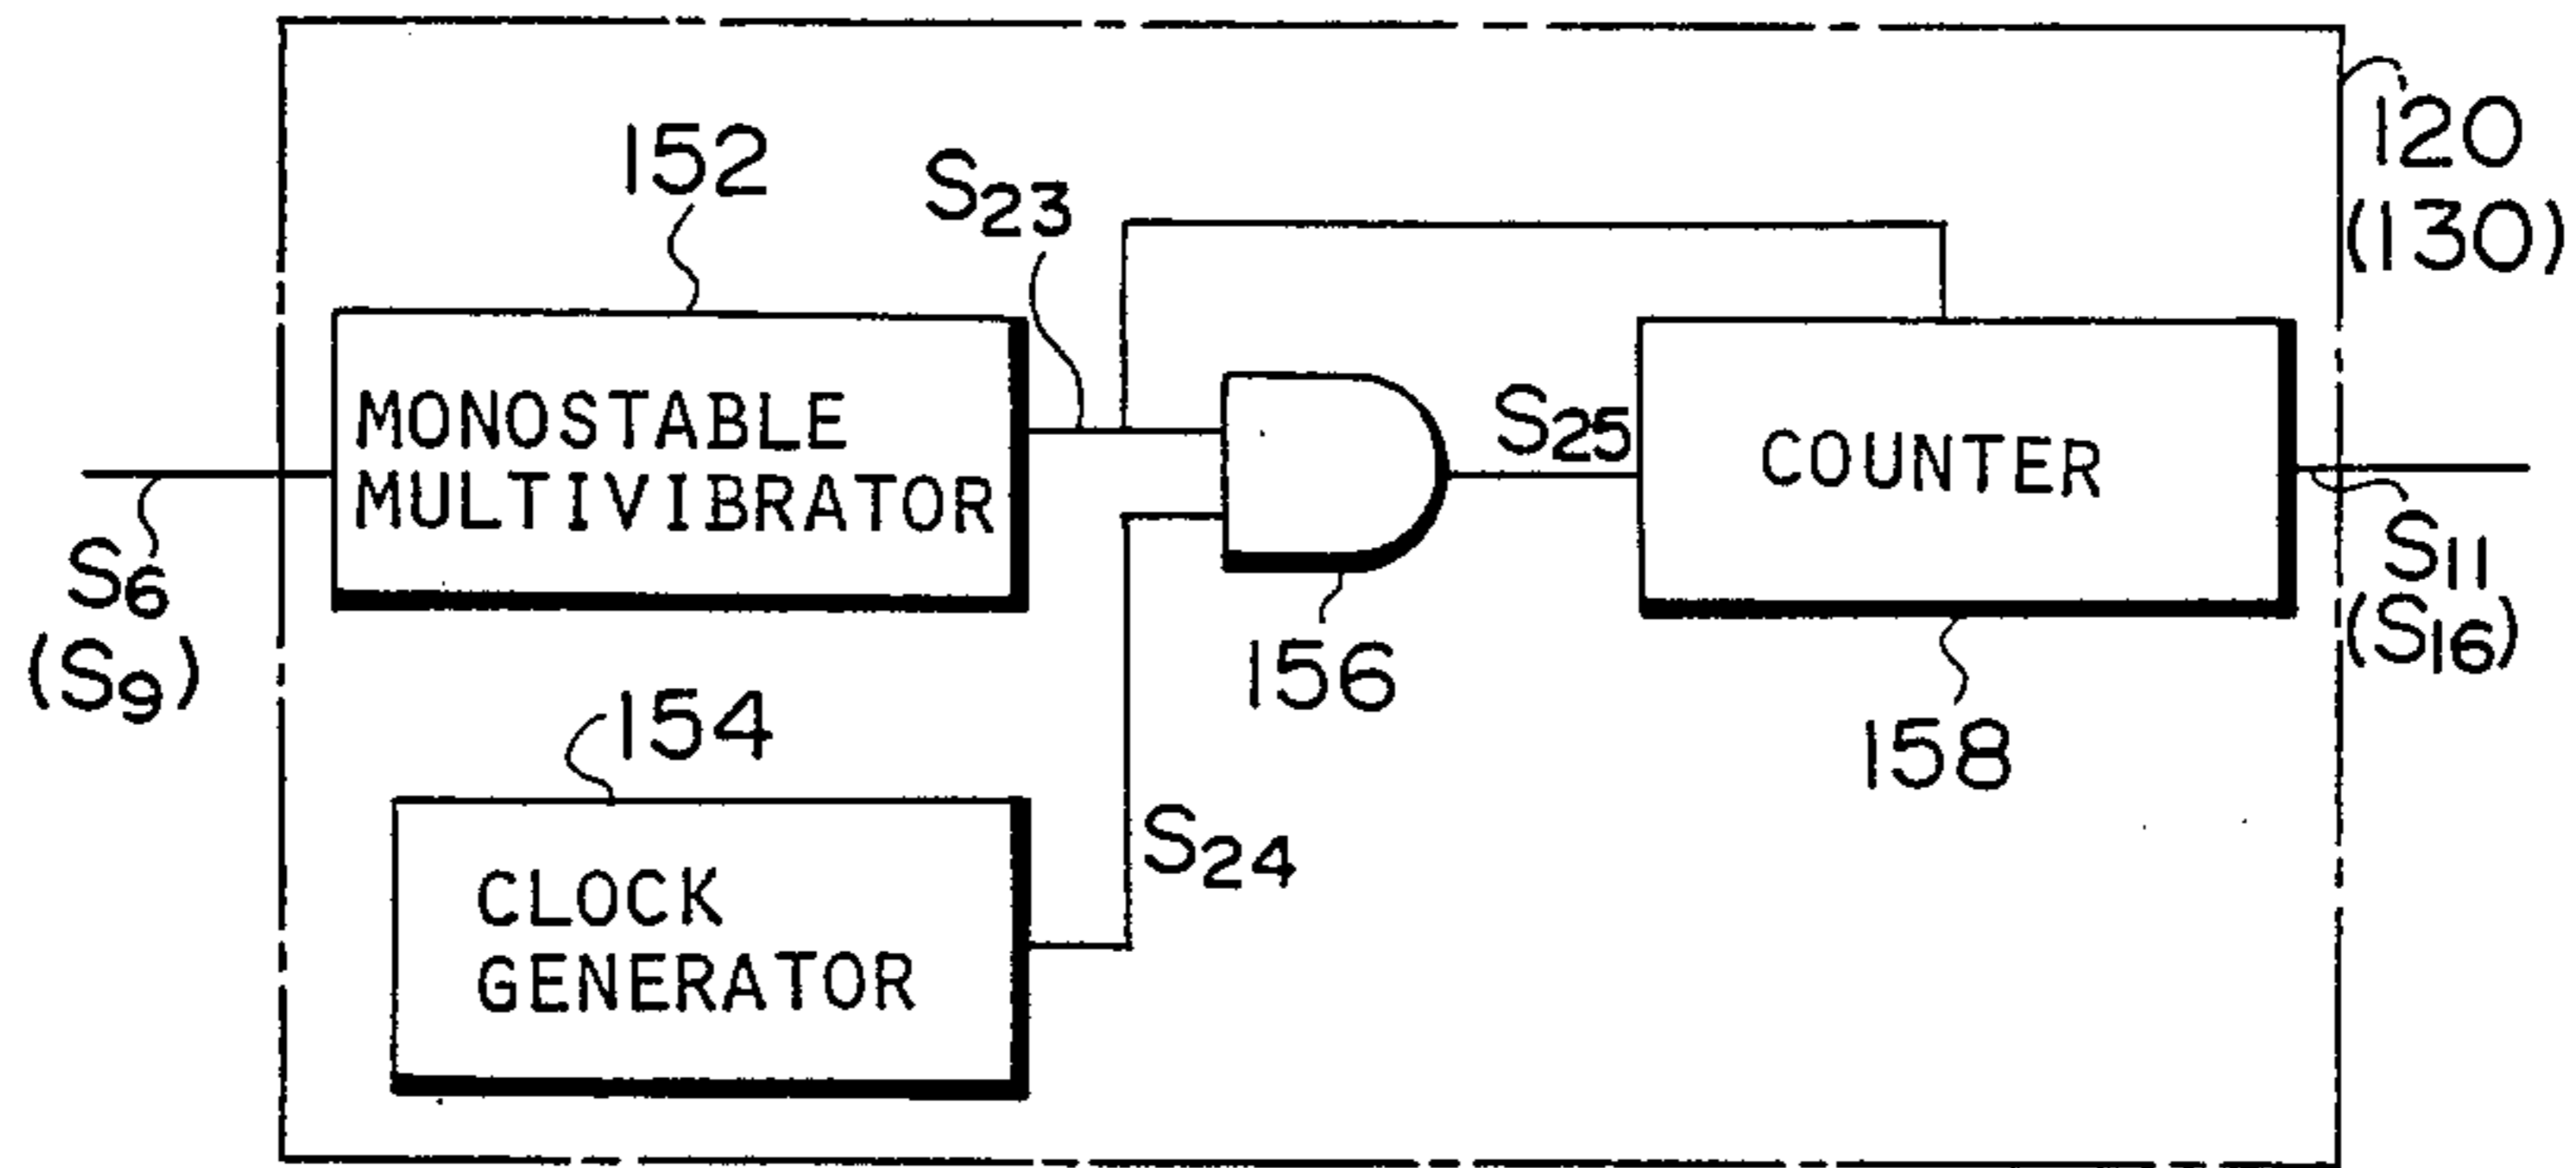 120
(130)
152
S23
MONOSTABLE
MULTIVIBRATOR
S25
COUNTER
S6
(S9)
S11
(S16)
156
158
154
S24
CLOCK
GENERATOR